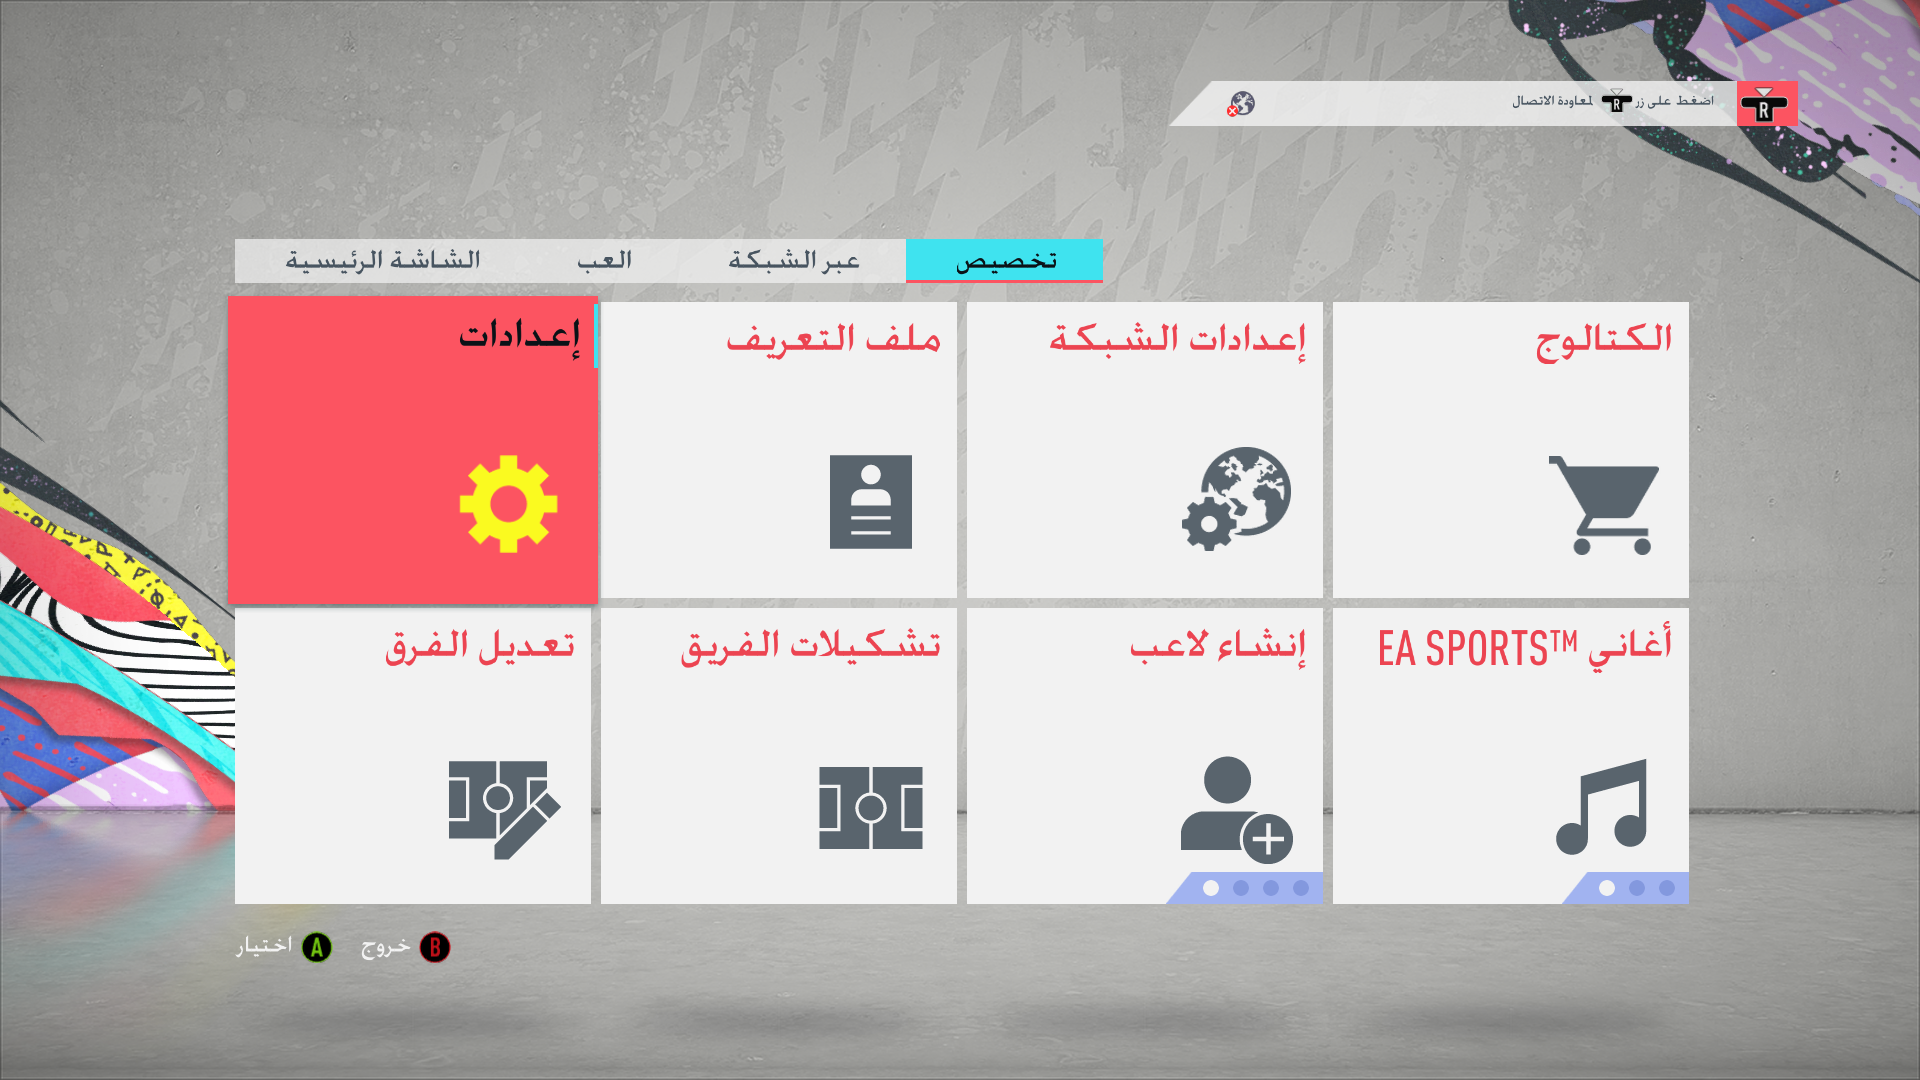 اضغط على زر R لمعاودة الاتصال
R
الشاشة الرئيسية
العب
عبر الشبكة
تخصيص
إعدادات
ملف التعريف
إعدادات الشبكة
الكتالوج
تعديل الفرق
تشكيلات الفريق
إنشاء لاعب
أغاني EA SPORTS™
اختيار A
خروج B